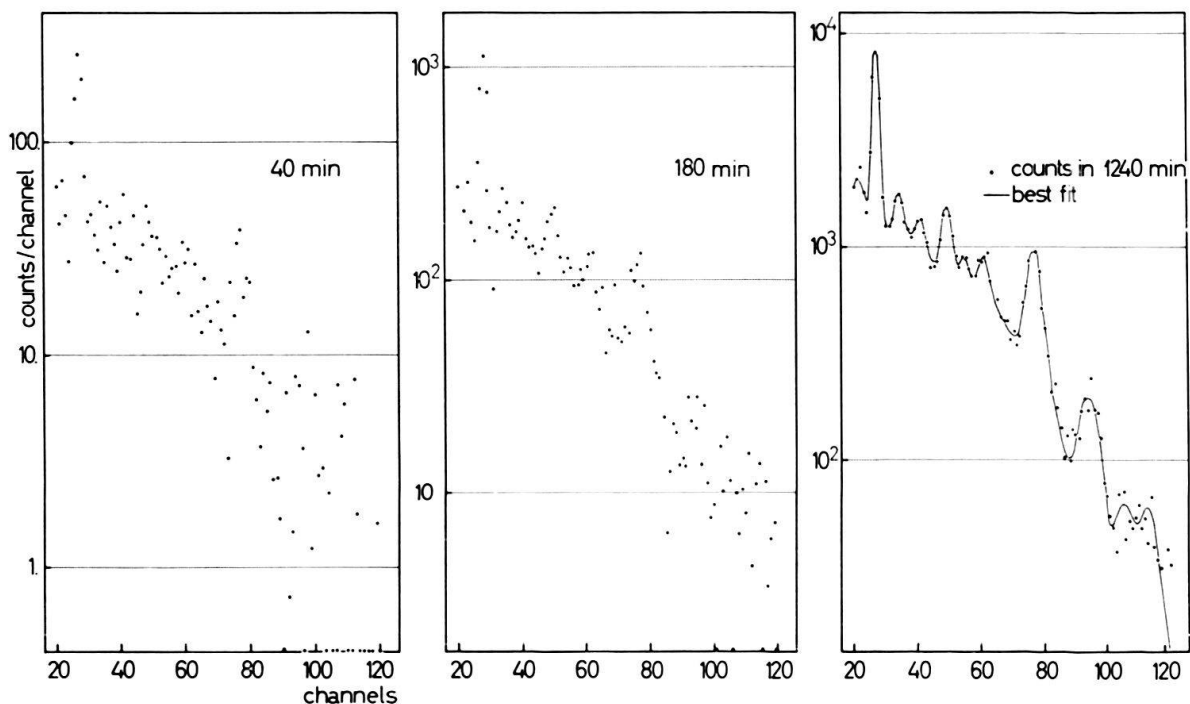 counts/channel
100.
10.
1.
40 min
20 40 60 80 100 120
channels
10³
10²
10
180 min
20 40 60 80 100 120
10⁴
10³
10²
• counts in 1240 min
— best fit
20 40 60 80 100 120